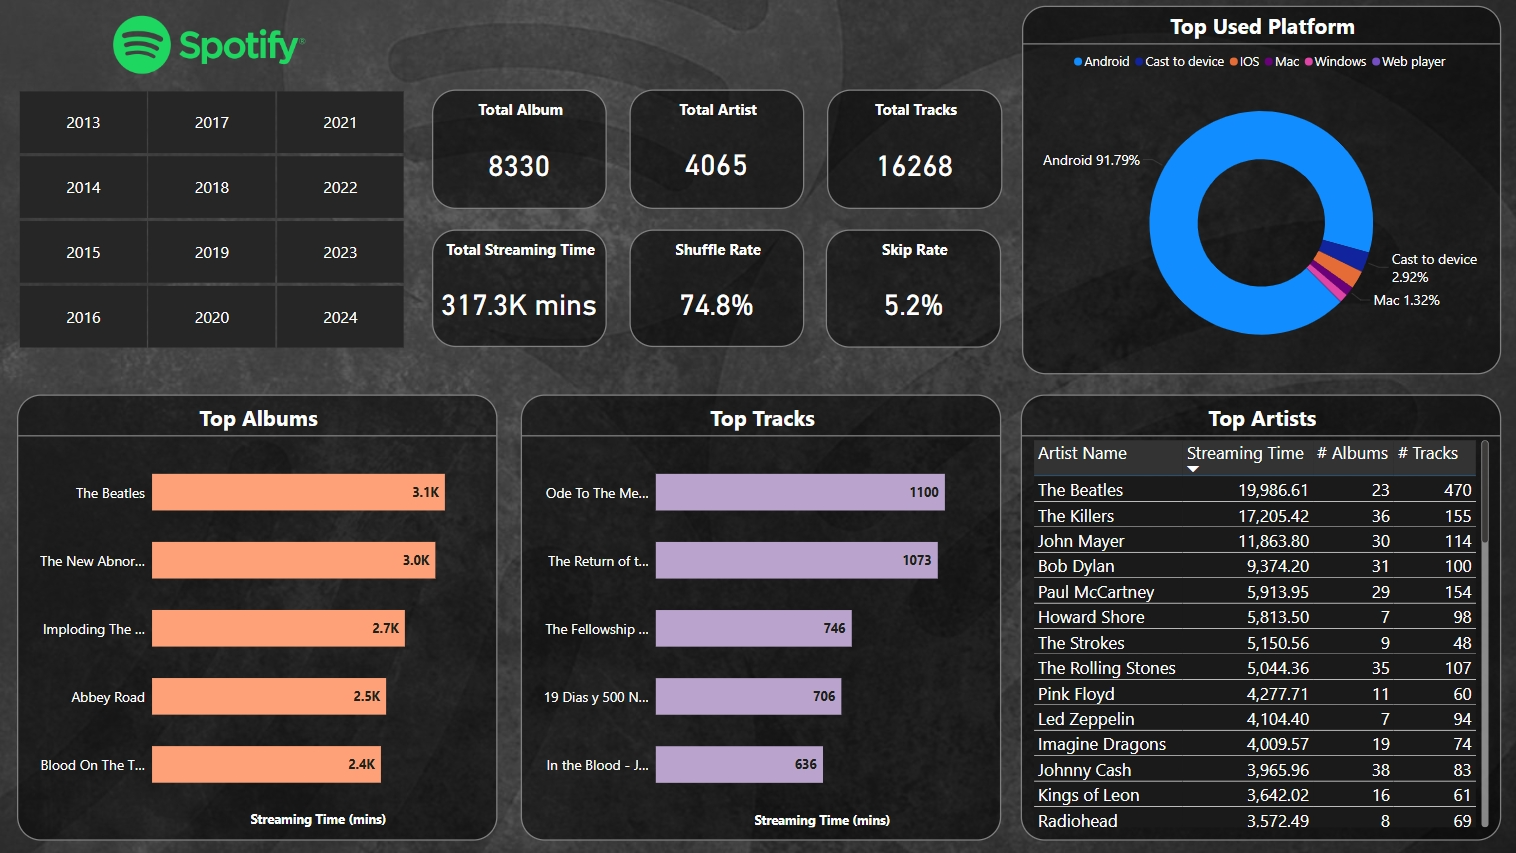 Spotify
2013 2017 2021
2014 2018 2022
2015 2019 2023
2016 2020 2024
Total Album
8330
Total Artist
4065
Total Tracks
16268
Total Streaming Time
317.3K mins
Shuffle Rate
74.8%
Skip Rate
5.2%
Top Used Platform
Android Cast to device IOS Mac Windows Web player
Android 91.79%
Cast to device
2.92%
Mac 1.32%
Top Albums
The Beatles 3.1K
The New Abnor... 3.0K
Imploding The ... 2.7K
Abbey Road 2.5K
Blood On The T... 2.4K
Streaming Time (mins)
Top Tracks
Ode To The Me... 1100
The Return of t... 1073
The Fellowship ... 746
19 Dias y 500 N... 706
In the Blood - J... 636
Streaming Time (mins)
Top Artists
Artist Name Streaming Time # Albums # Tracks
The Beatles 19,986.61 23 470
The Killers 17,205.42 36 155
John Mayer 11,863.80 30 114
Bob Dylan 9,374.20 31 100
Paul McCartney 5,913.95 29 154
Howard Shore 5,813.50 7 98
The Strokes 5,150.56 9 48
The Rolling Stones 5,044.36 35 107
Pink Floyd 4,277.71 11 60
Led Zeppelin 4,104.40 7 94
Imagine Dragons 4,009.57 19 74
Johnny Cash 3,965.96 38 83
Kings of Leon 3,642.02 16 61
Radiohead 3,572.49 8 69